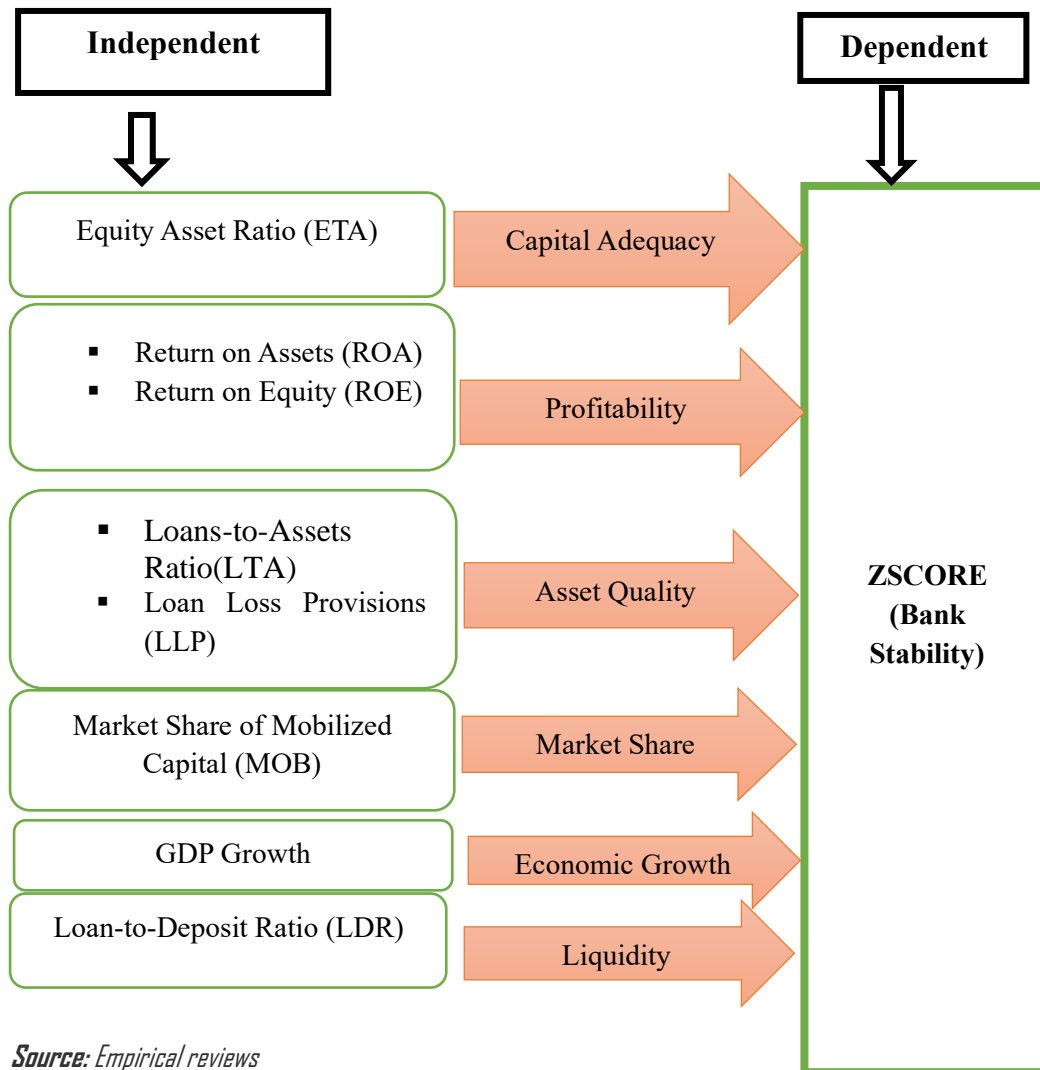 Independent
Dependent
Equity Asset Ratio (ETA)
Capital Adequacy
▪ Return on Assets (ROA)
▪ Return on Equity (ROE)
Profitability
▪ Loans-to-Assets
Ratio(LTA)
▪ Loan Loss Provisions
(LLP)
Asset Quality
Market Share of Mobilized
Capital (MOB)
Market Share
GDP Growth
Economic Growth
Loan-to-Deposit Ratio (LDR)
Liquidity
ZSCORE
(Bank
Stability)
Source: Empirical reviews